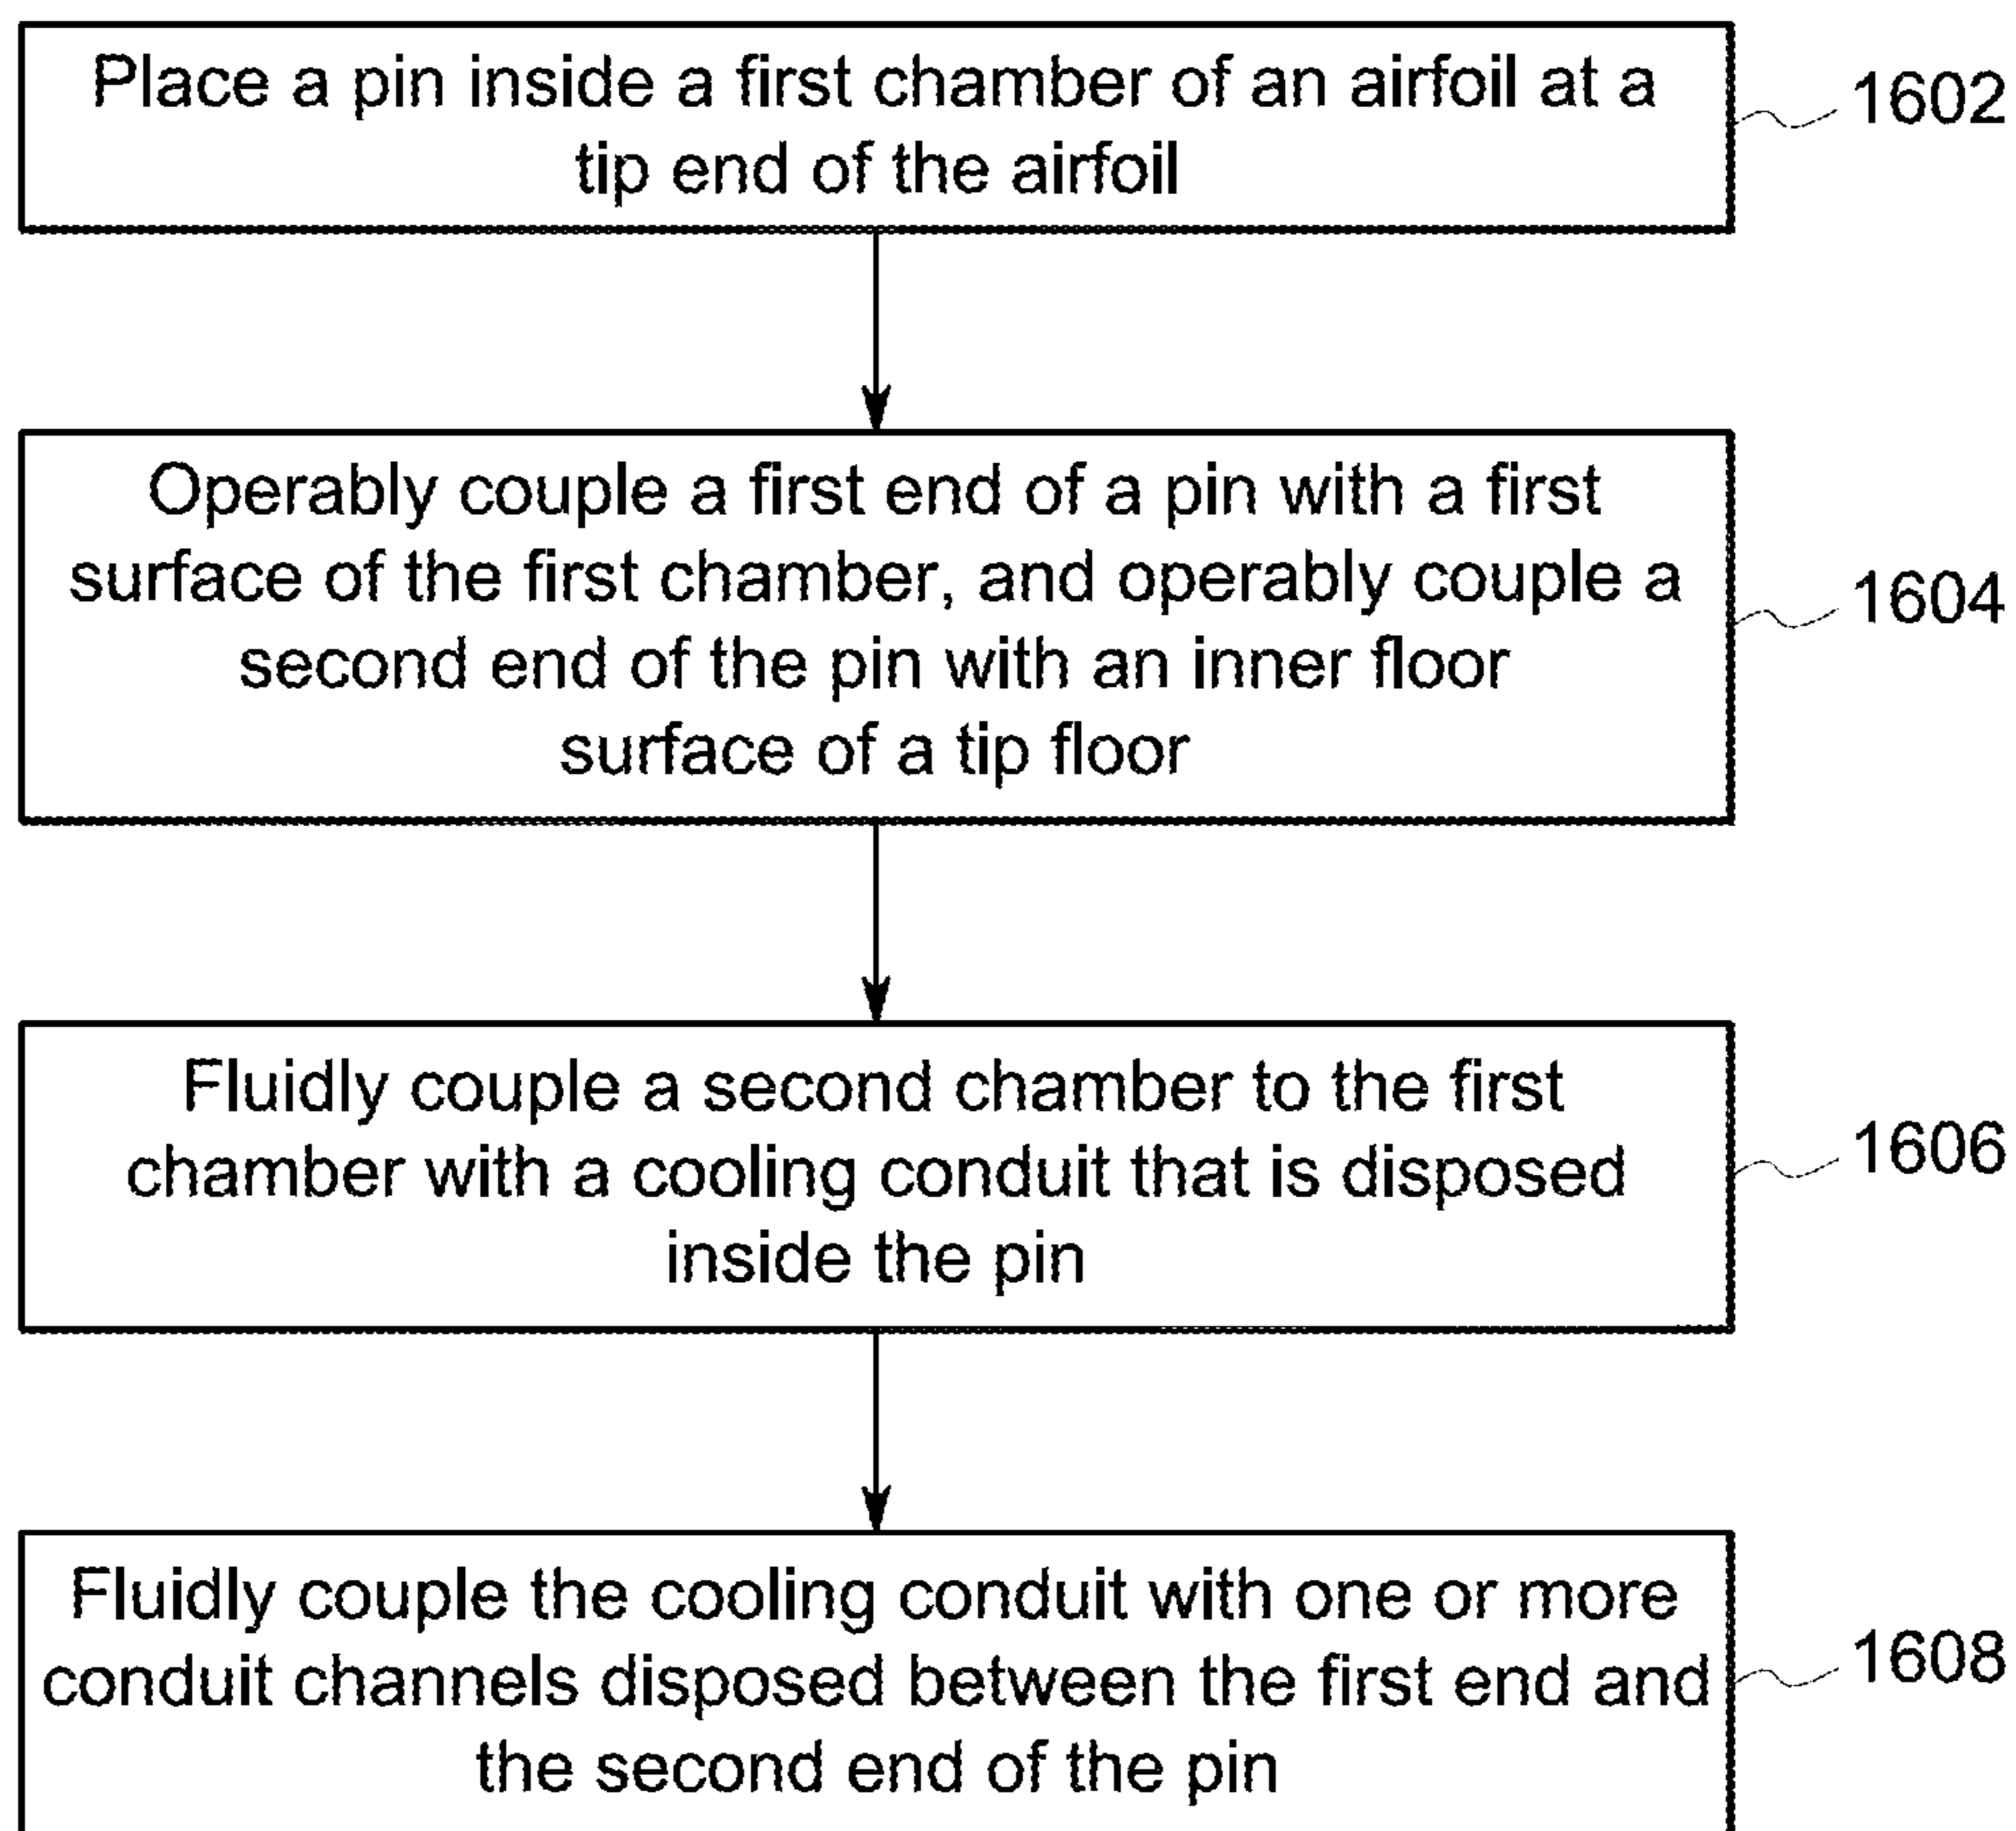 Place a pin inside a first chamber of an airfoil at a
tip end of the airfoil
1602
Operably couple a first end of a pin with a first
surface of the first chamber, and operably couple a
second end of the pin with an inner floor
surface of a tip floor
1604
Fluidly couple a second chamber to the first
chamber with a cooling conduit that is disposed
inside the pin
1606
Fluidly couple the cooling conduit with one or more
conduit channels disposed between the first end and
the second end of the pin
1608